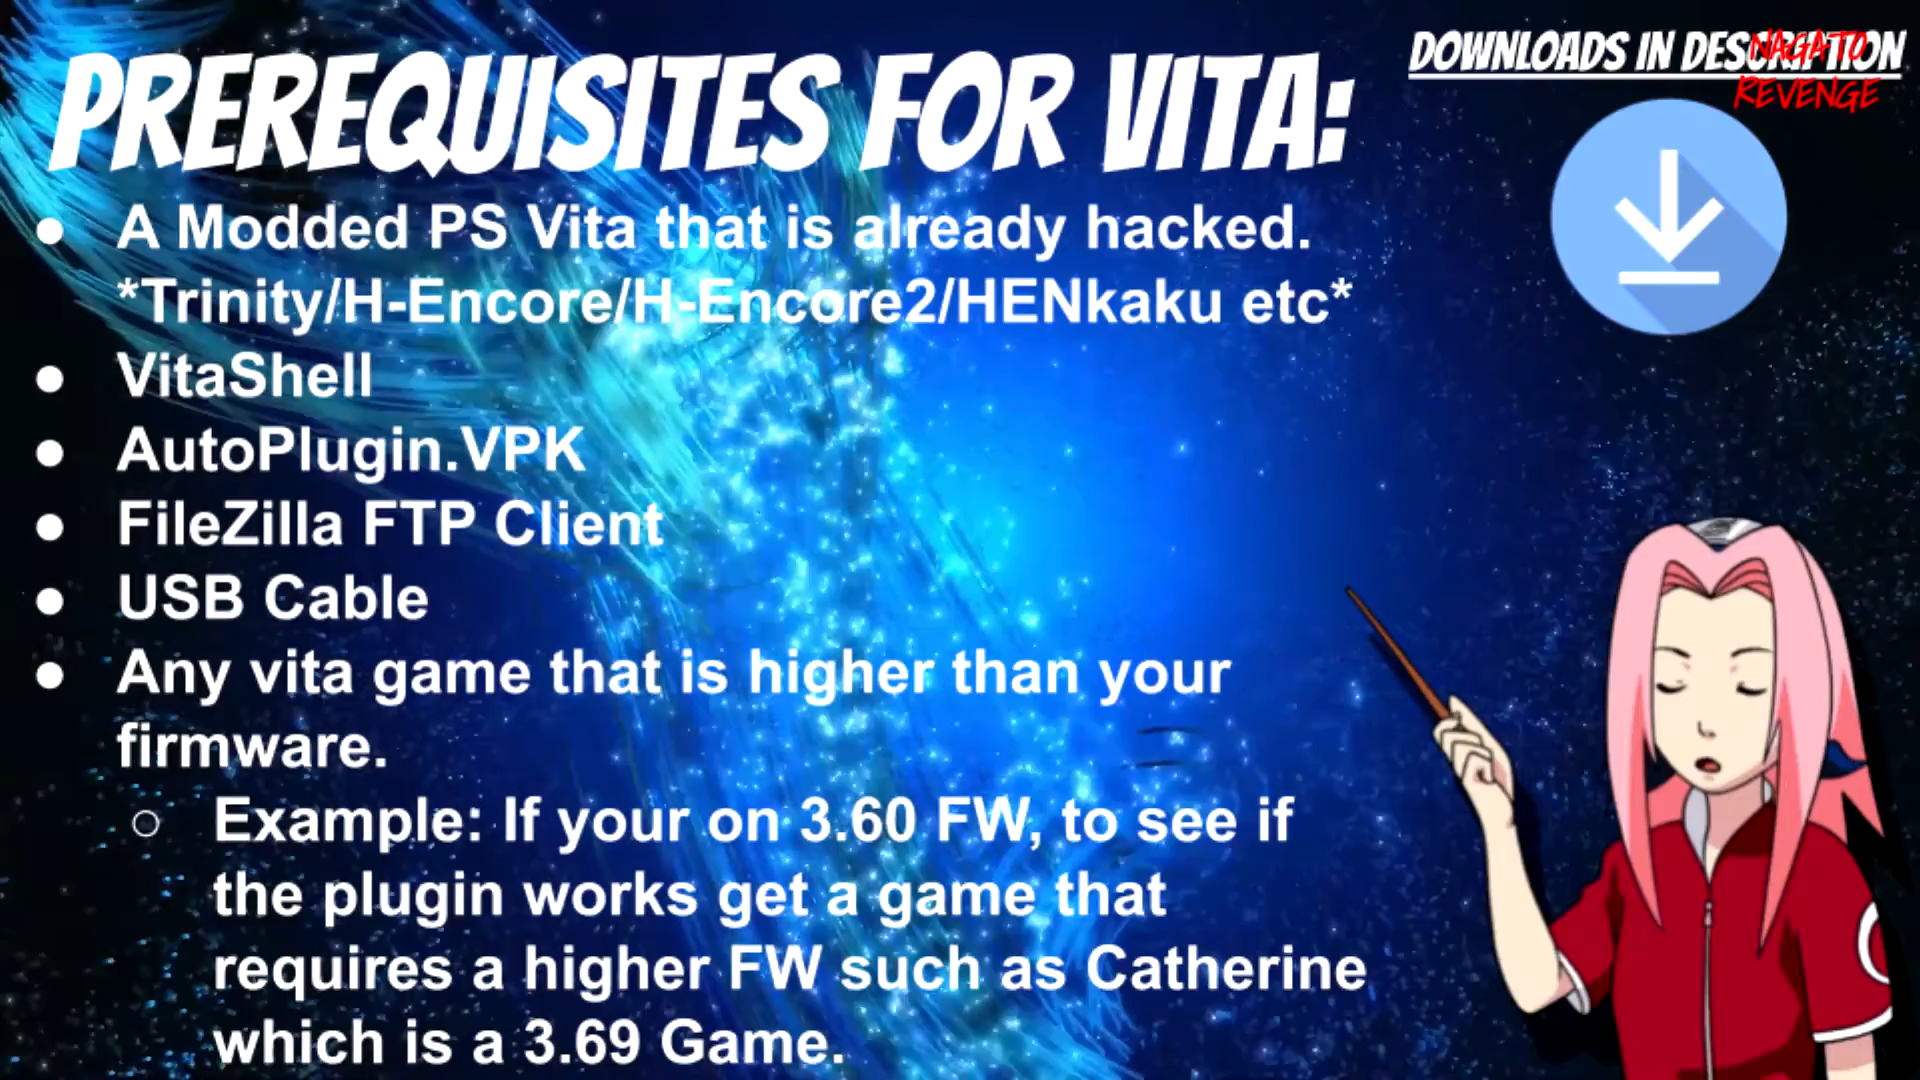 PREREQUISITES FOR VITA:
DOWNLOADS IN DESCRIPTION
NAGATO
REVENGE
● A Modded PS Vita that is already hacked.
*Trinity/H-Encore/H-Encore2/HENkaku etc*
● VitaShell
● AutoPlugin.VPK
● FileZilla FTP Client
● USB Cable
● Any vita game that is higher than your
firmware.
○ Example: If your on 3.60 FW, to see if
the plugin works get a game that
requires a higher FW such as Catherine
which is a 3.69 Game.